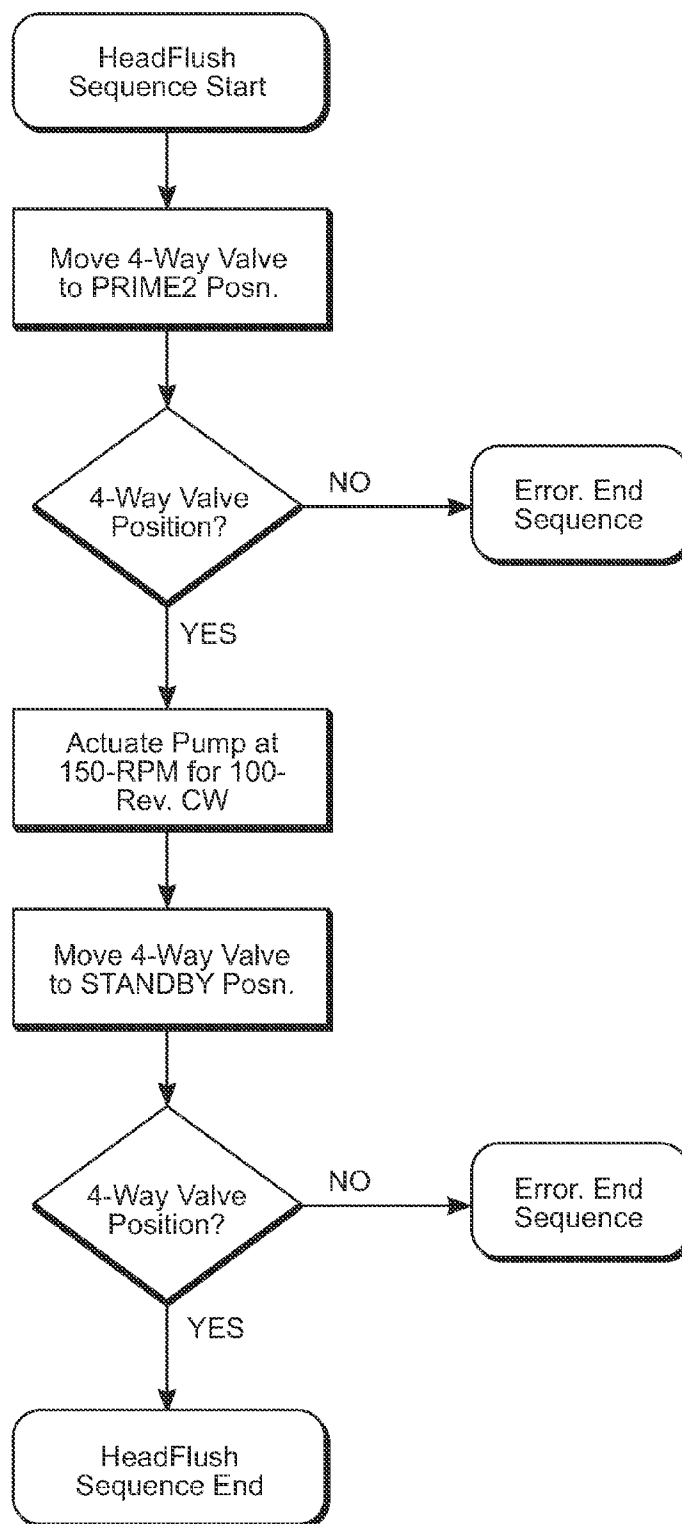 HeadFlush
Sequence Start
Move 4-Way Valve
to PRIME2 Posn.
4-Way Valve
Position?
NO
Error. End
Sequence
YES
Actuate Pump at
150-RPM for 100-
Rev. CW
Move 4-Way Valve
to STANDBY Posn.
4-Way Valve
Position?
NO
Error. End
Sequence
YES
HeadFlush
Sequence End